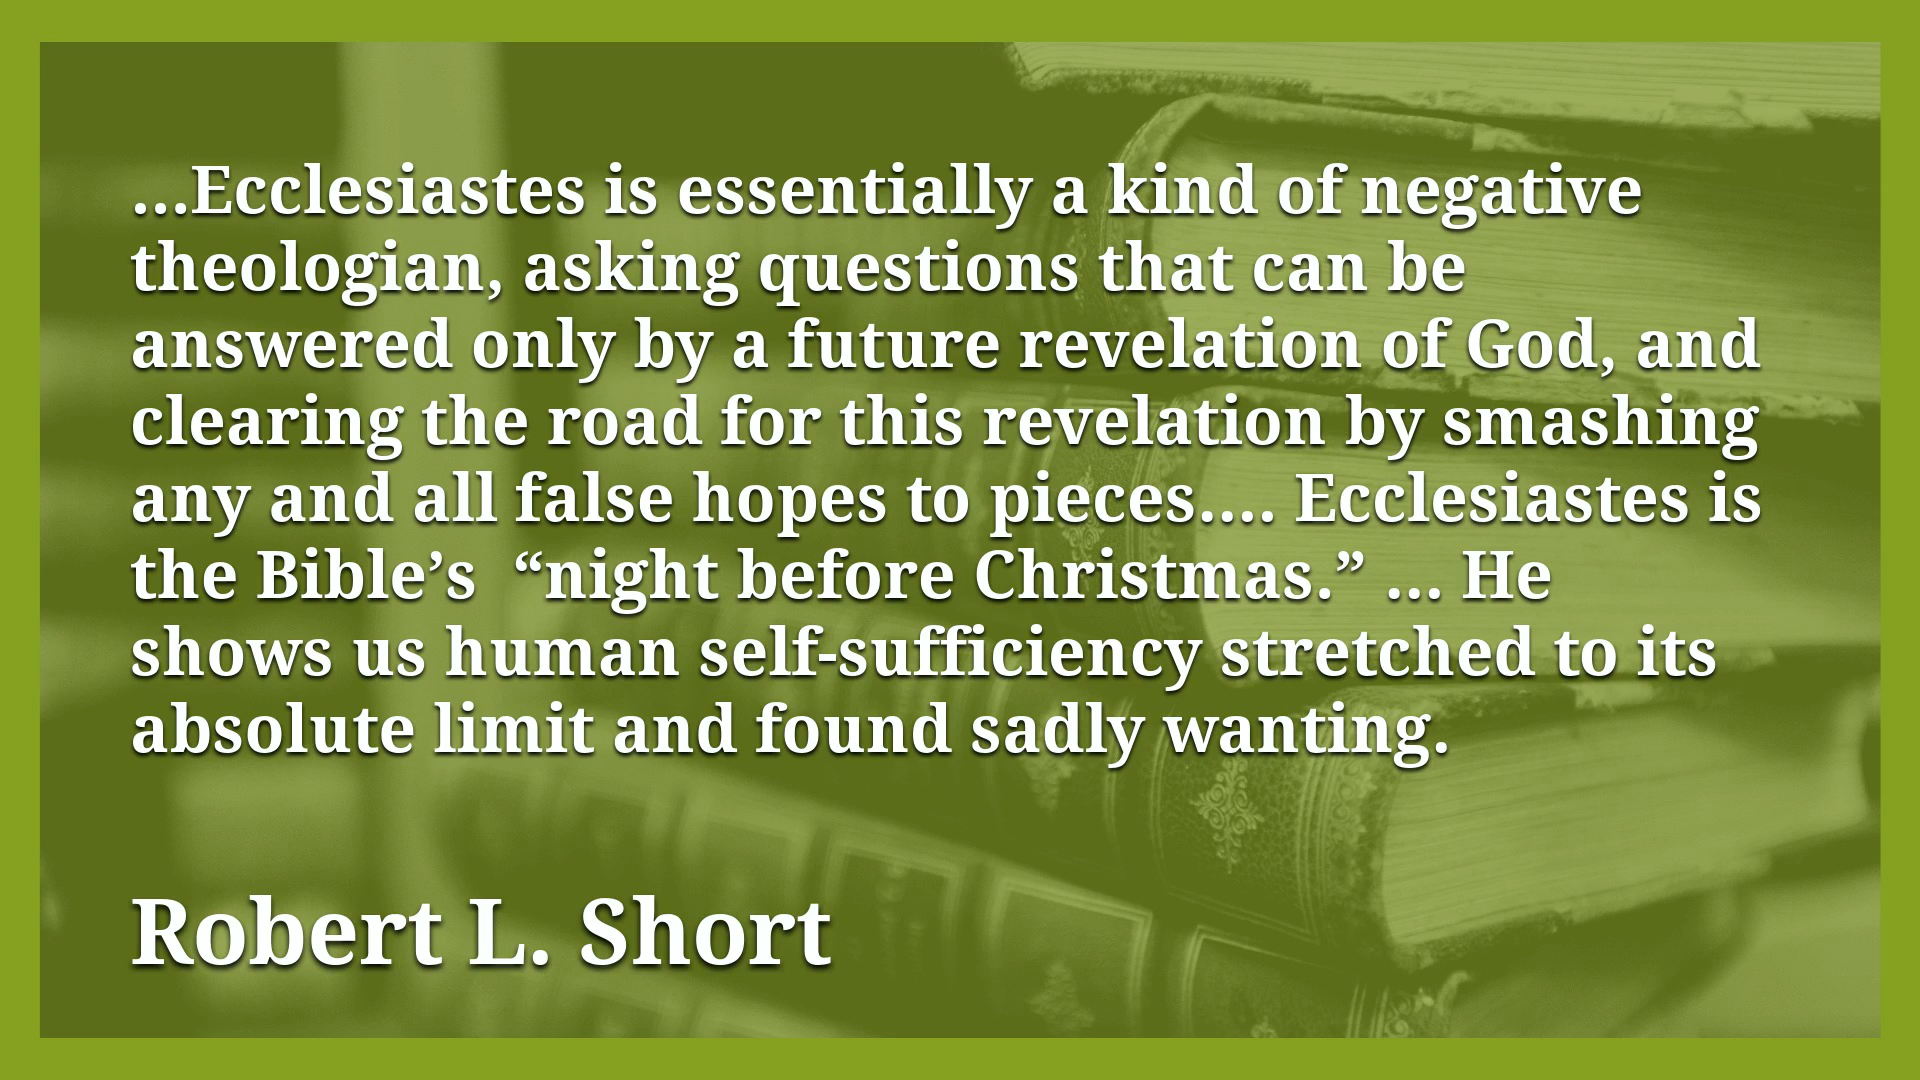 ...Ecclesiastes is essentially a kind of negative
theologian, asking questions that can be
answered only by a future revelation of God, and
clearing the road for this revelation by smashing
any and all false hopes to pieces.... Ecclesiastes is
the Bible’s  “night before Christmas.” ... He
shows us human self-sufficiency stretched to its
absolute limit and found sadly wanting.
Robert L. Short